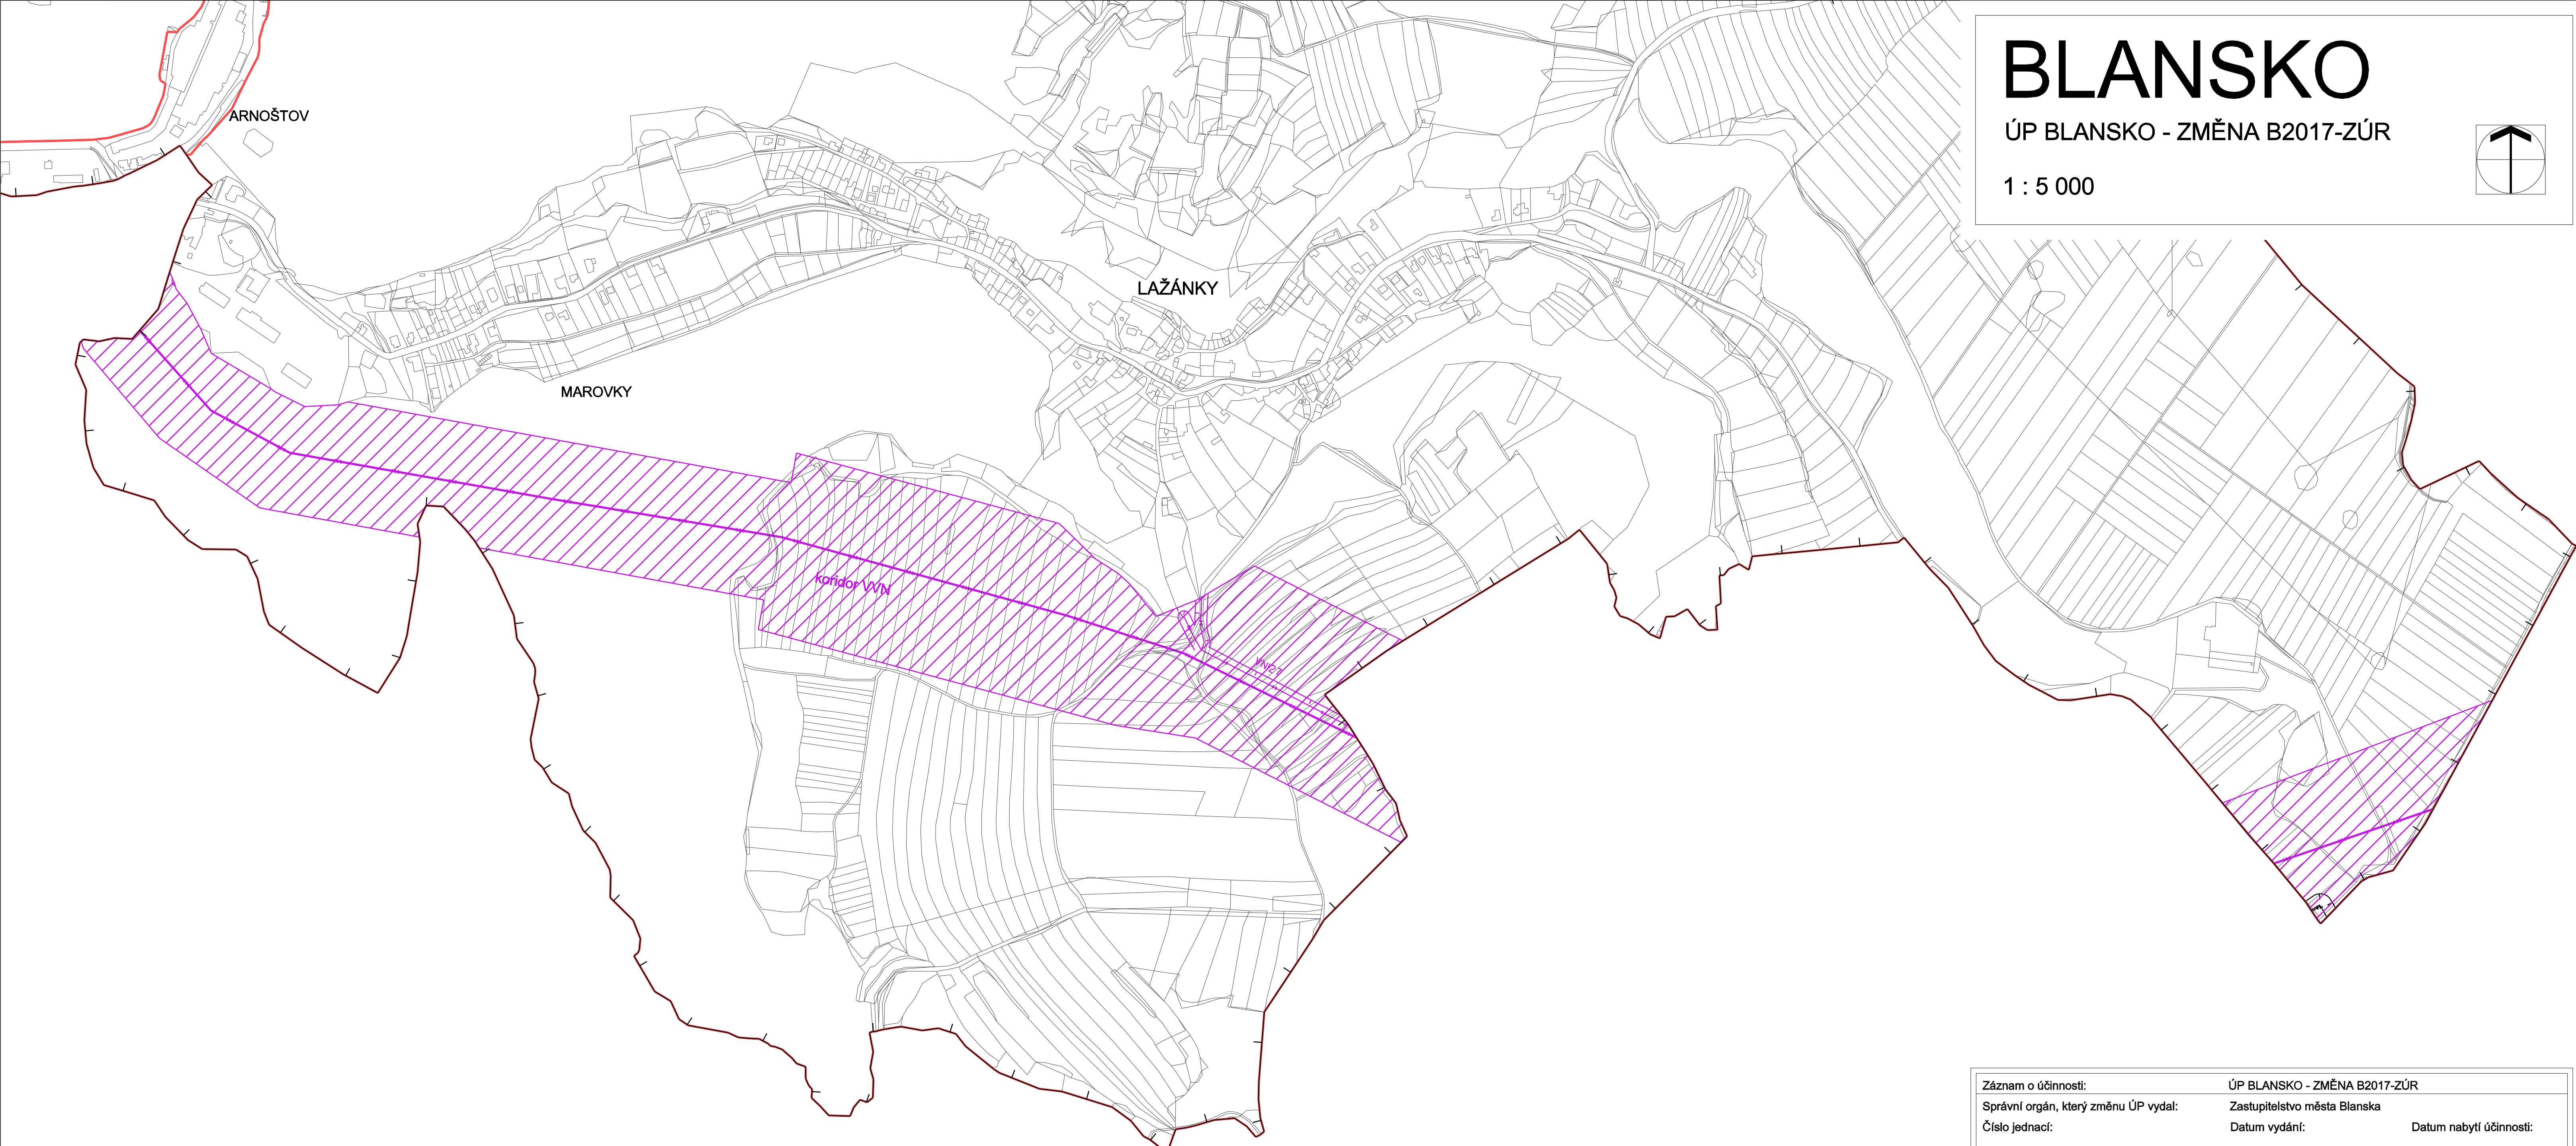 BLANSKO
ÚP BLANSKO - ZMĚNA B2017-ZÚR
1 : 5 000
ARNOŠTOV
LAŽÁNKY
MAROVKY
koridor VVN
Záznam o účinnosti: ÚP BLANSKO - ZMĚNA B2017-ZÚR
Správní orgán, který změnu ÚP vydal: Zastupitelstvo města Blanska
Číslo jednací: Datum vydání: Datum nabytí účinnosti: